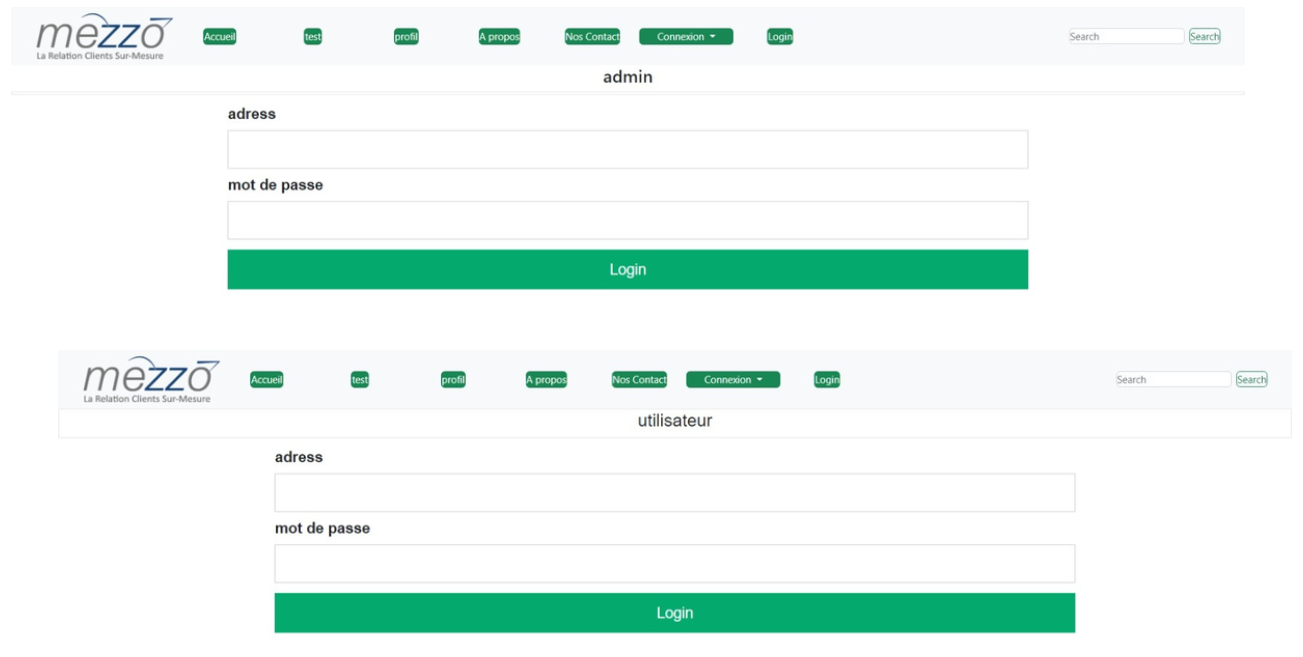 mezzo
Accueil test profil A propos Nos Contact Connexion Login Search Search
La Relation Clients Sur-Mesure
admin
adress
mot de passe
Login
mezzo
Accueil test profil A propos Nos Contact Connexion Login Search Search
La Relation Clients Sur-Mesure
utilisateur
adress
mot de passe
Login